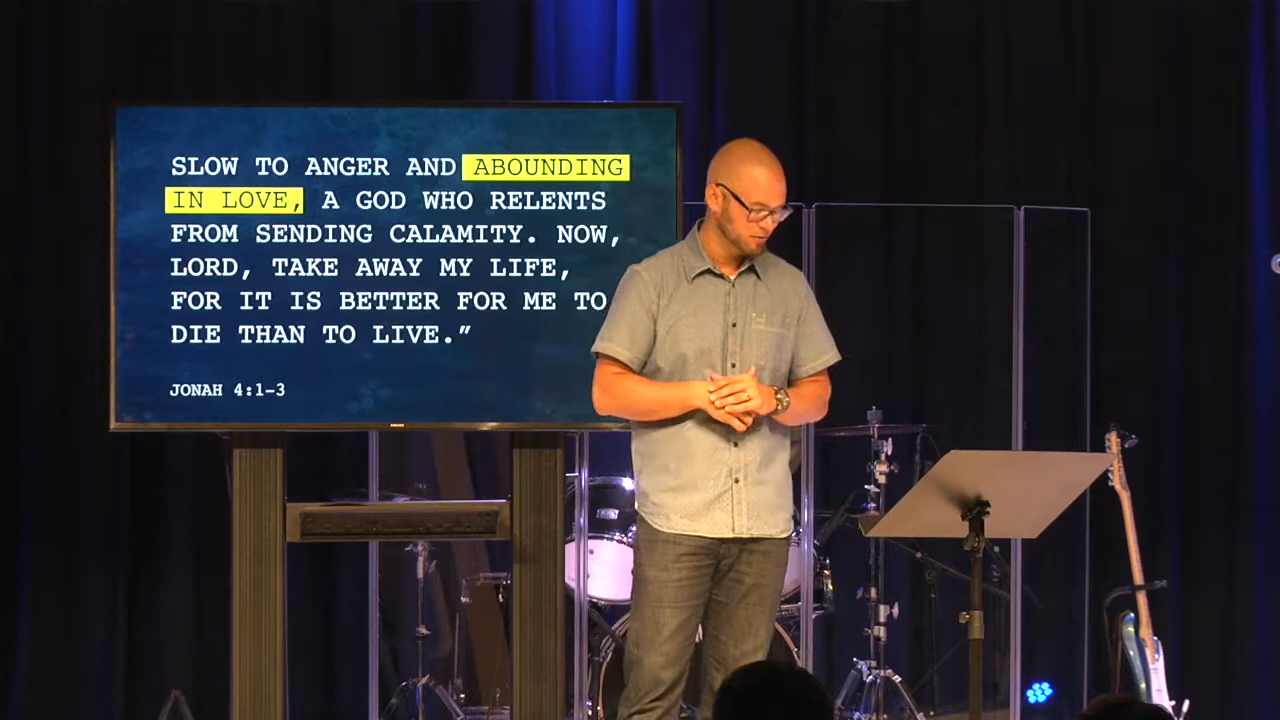 SLOW TO ANGER AND ABOUNDING
IN LOVE, A GOD WHO RELENTS
FROM SENDING CALAMITY. NOW,
LORD, TAKE AWAY MY LIFE,
FOR IT IS BETTER FOR ME TO
DIE THAN TO LIVE.”
JONAH 4:1-3